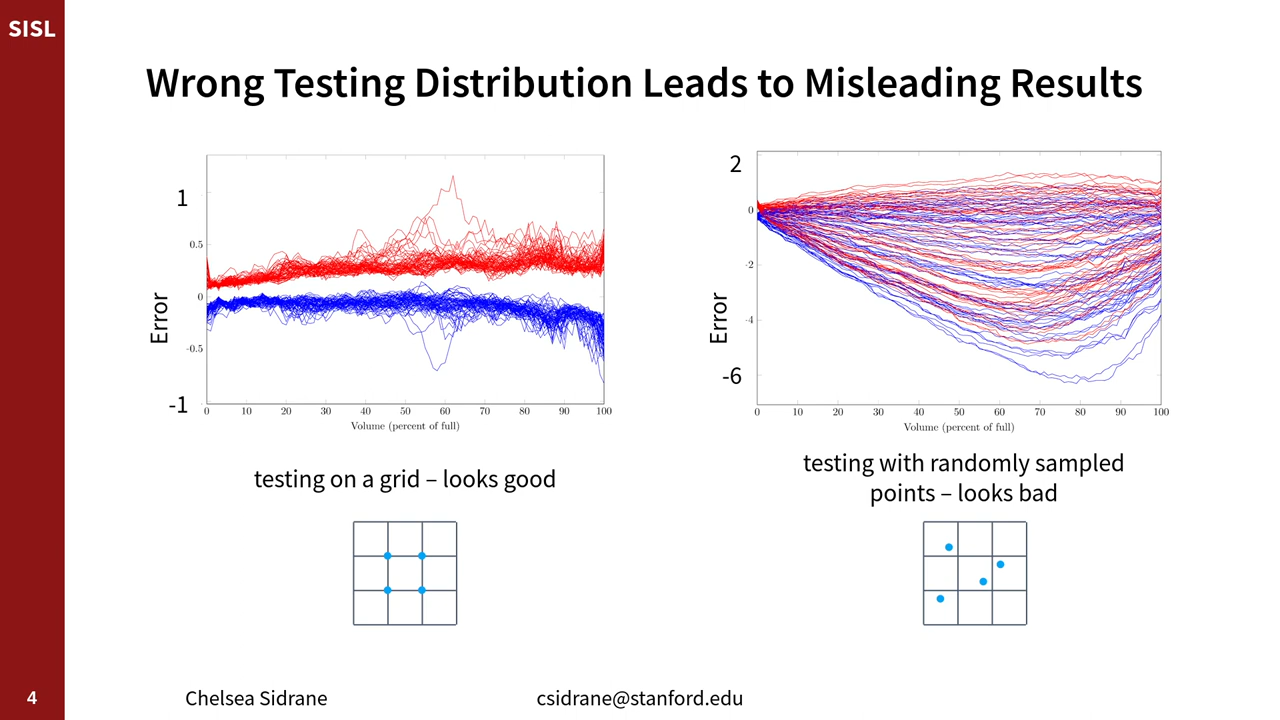 SISL
Wrong Testing Distribution Leads to Misleading Results
1
0.5
0
-0.5
-1
Error
0 10 20 30 40 50 60 70 80 90 100
Volume (percent of full)
2
0
-2
-4
-6
Error
0 10 20 30 40 50 60 70 80 90 100
Volume (percent of full)
testing on a grid – looks good
testing with randomly sampled
points – looks bad
4
Chelsea Sidrane
csidrane@stanford.edu